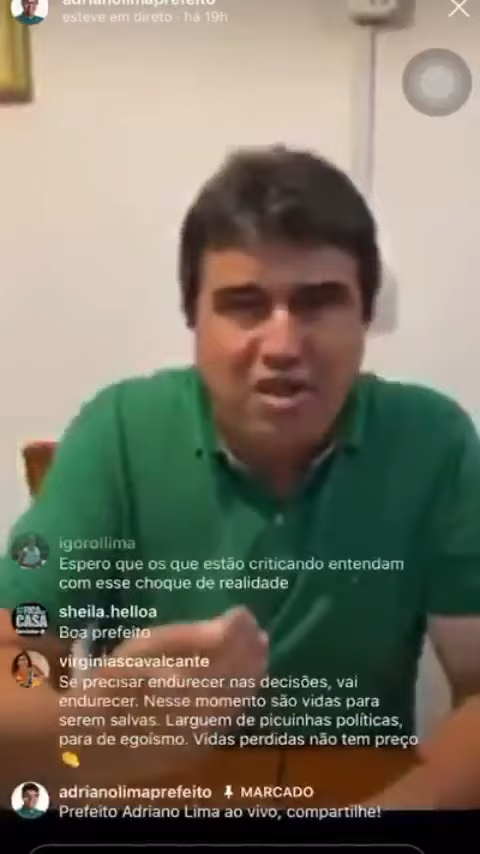 adrianolimaprefeito
esteve em direto · há 19h
igorollima
Espero que os que estão criticando entendam
com esse choque de realidade
sheila.helloa
Boa prefeito
virginiascavalcante
Se precisar endurecer nas decisões, vai
endurecer. Nesse momento são vidas para
serem salvas. Larguem de picuinhas políticas,
para de egoísmo. Vidas perdidas não tem preço
👏
adrianolimaprefeito MARCADO
Prefeito Adriano Lima ao vivo, compartilhe!
FICA
CASA